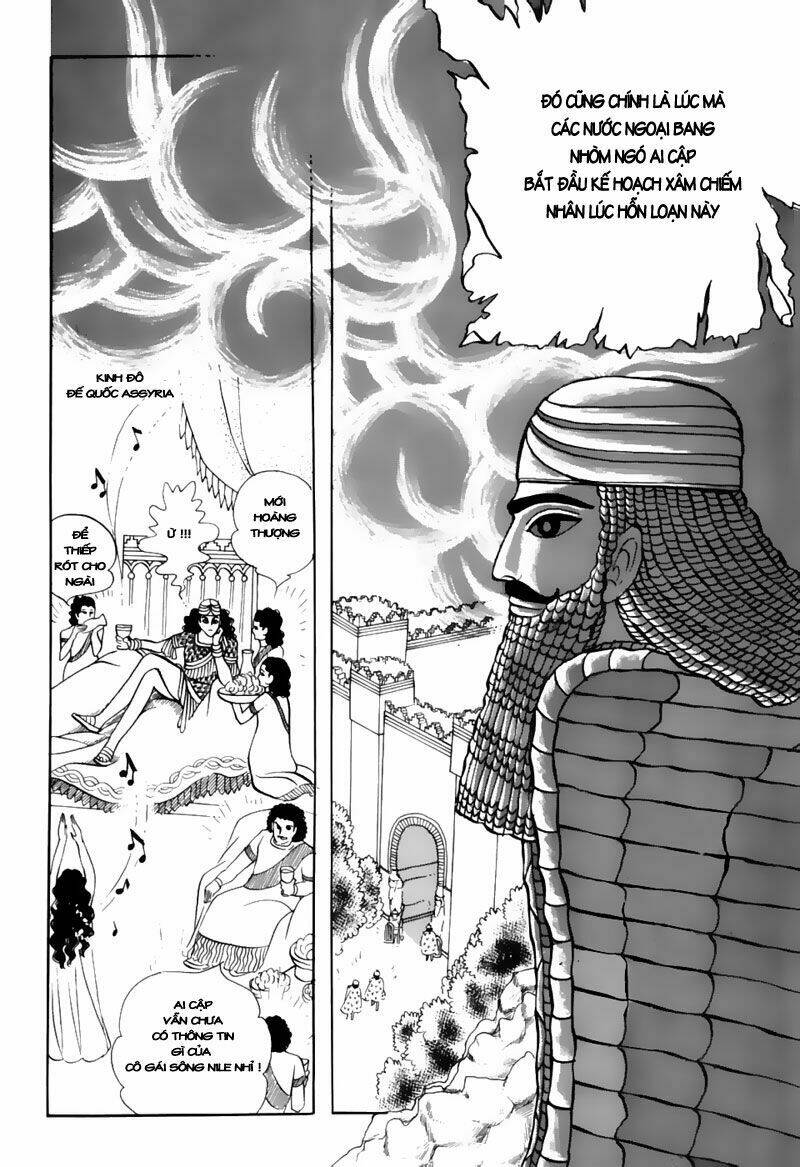 ĐÓ CŨNG CHÍNH LÀ LÚC MÀ
CÁC NƯỚC NGOẠI BANG
NHÒM NGÓ AI CẬP
BẮT ĐẦU KẾ HOẠCH XÂM CHIẾM
NHÂN LÚC HỖN LOẠN NÀY
KINH ĐÔ
ĐẾ QUỐC ASSYRIA
MỜI
HOÀNG
THƯỢNG
Ừ !!!
ĐỂ
THIẾP
RÓT CHO
NGÀI
AI CẬP
VẪN CHƯA
CÓ THÔNG TIN
GÌ CỦA
CÔ GÁI SÔNG NILE NHỈ !